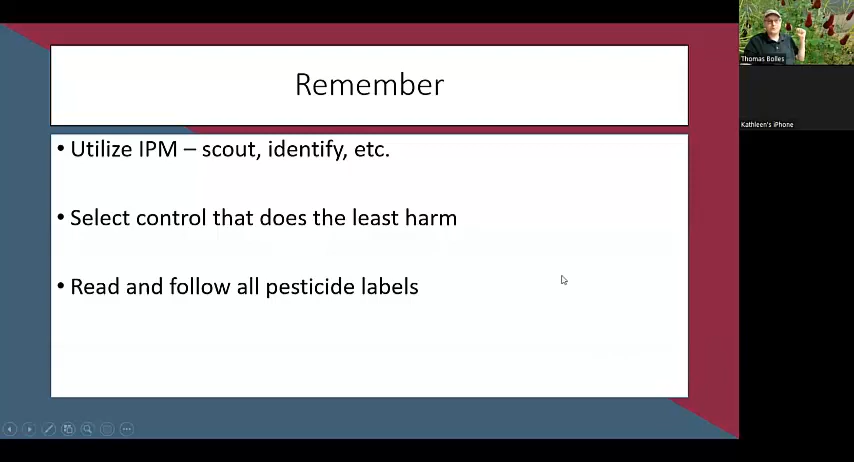 Remember
• Utilize IPM – scout, identify, etc.
• Select control that does the least harm
• Read and follow all pesticide labels
Thomas Bolles
Kathleen's iPhone